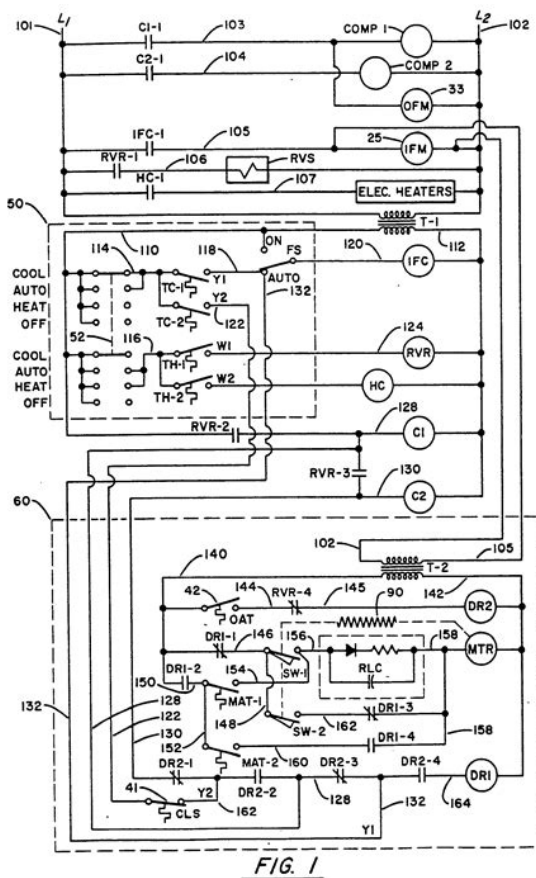 101 L1 L2 102
C1-1 103 COMP 1
C2-1 104 COMP 2
33
OFM
IFC-1 105 25 IFM
RVR-1 106 RVS
HC-1 107 ELEC. HEATERS
50
T-1
110 ON 112
114 118 FS 120 IFC
COOL Y1
AUTO TC-1 AUTO 132
HEAT Y2
OFF TC-2 122
52 116 124
COOL W1 RVR
AUTO TH-1
HEAT W2 HC
OFF TH-2
RVR-2 128 C1
RVR-3 130 C2
60
102 105
T-2
140 142
42 144 RVR-4 145 90
OAT DR2
DR1-1 146 156 158
SW-1 MTR
DR1-2 154 RLC
150 MAT-1 148 162 DR1-3
SW-2 158
132 128 122 130 152 160 DR1-4
DR2-1 MAT-2 DR2-3 DR2-4
41 Y2 DR2-2 128 132 DR1
CLS 162 Y1 164
FIG. 1